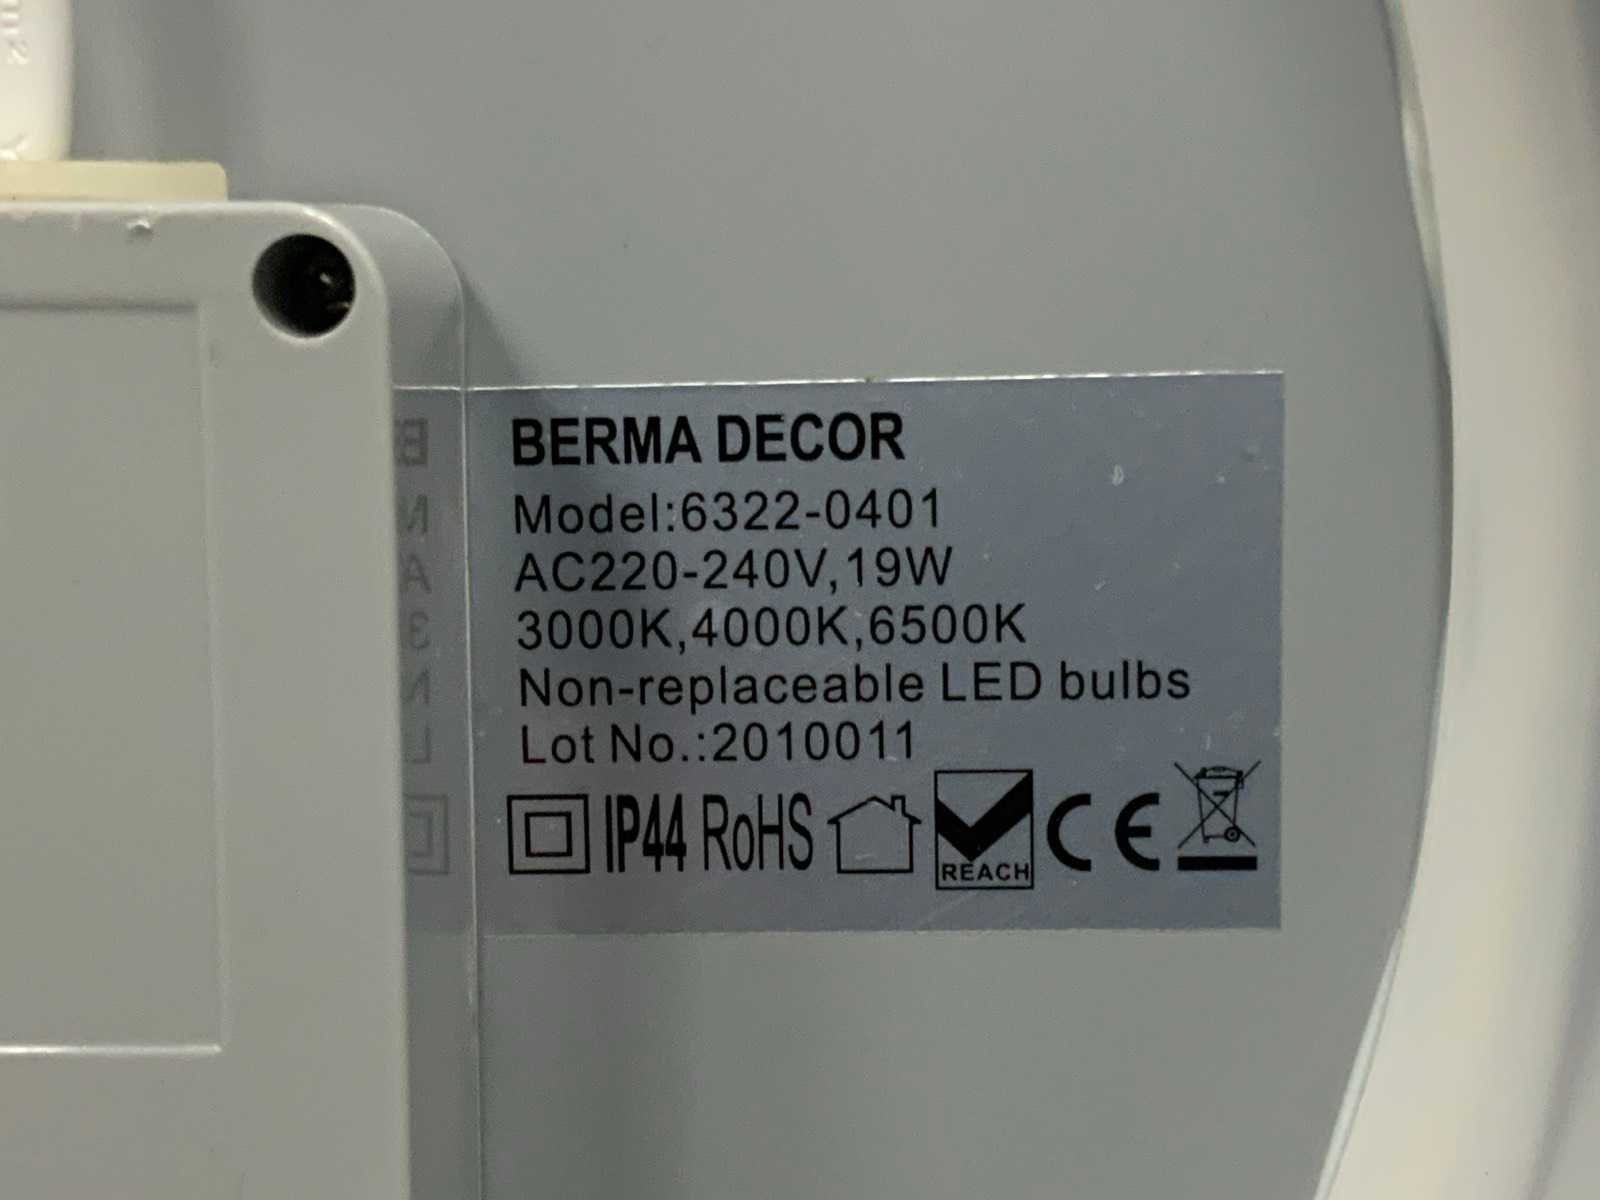 BERMA DECOR
Model:6322-0401
AC220-240V,19W
3000K,4000K,6500K
Non-replaceable LED bulbs
Lot No.:2010011
IP44 RoHS REACH CE